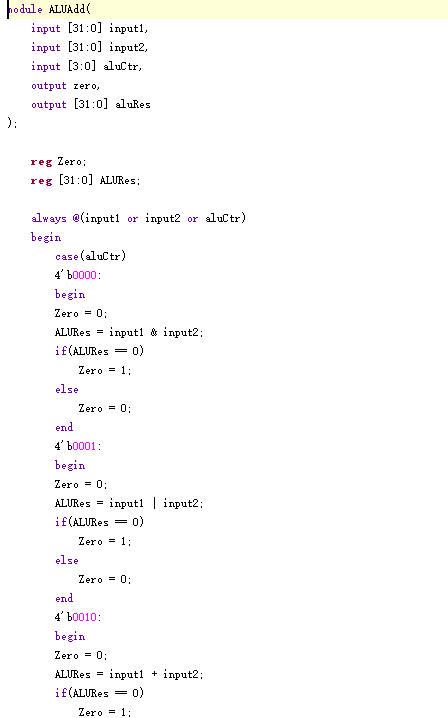 module ALUAdd(
input [31:0] input1,
input [31:0] input2,
input [3:0] aluCtr,
output zero,
output [31:0] aluRes
);
reg Zero;
reg [31:0] ALURes;
always @(input1 or input2 or aluCtr)
begin
case(aluCtr)
4'b0000:
begin
Zero = 0;
ALURes = input1 & input2;
if(ALURes == 0)
Zero = 1;
else
Zero = 0;
end
4'b0001:
begin
Zero = 0;
ALURes = input1 | input2;
if(ALURes == 0)
Zero = 1;
else
Zero = 0;
end
4'b0010:
begin
Zero = 0;
ALURes = input1 + input2;
if(ALURes == 0)
Zero = 1;